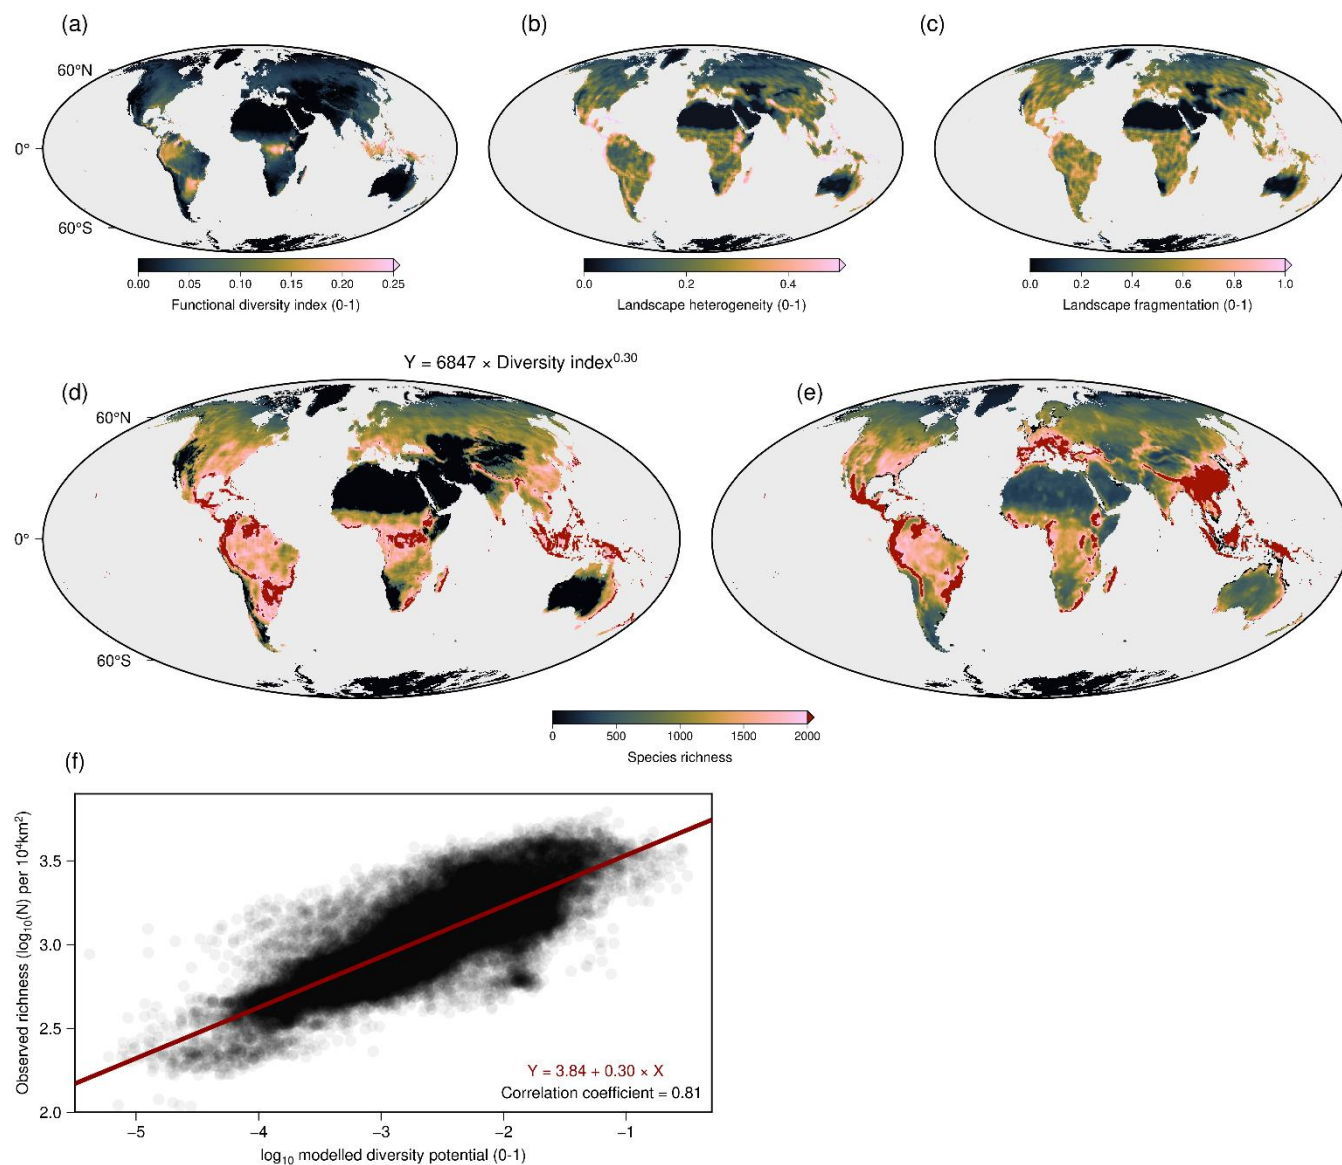 (a)
(b)
(c)
60°N
0°
60°S
0.00 0.05 0.10 0.15 0.20 0.25
Functional diversity index (0-1)
0.0 0.2 0.4
Landscape heterogeneity (0-1)
0.0 0.2 0.4 0.6 0.8 1.0
Landscape fragmentation (0-1)
Y = 6847 × Diversity index^0.30
(d)
(e)
60°N
0°
60°S
0 500 1000 1500 2000
Species richness
(f)
Observed richness (log₁₀(N) per 10⁴km²)
3.5
3.0
2.5
2.0
Y = 3.84 + 0.30 × X
Correlation coefficient = 0.81
−5 −4 −3 −2 −1
log₁₀ modelled diversity potential (0-1)